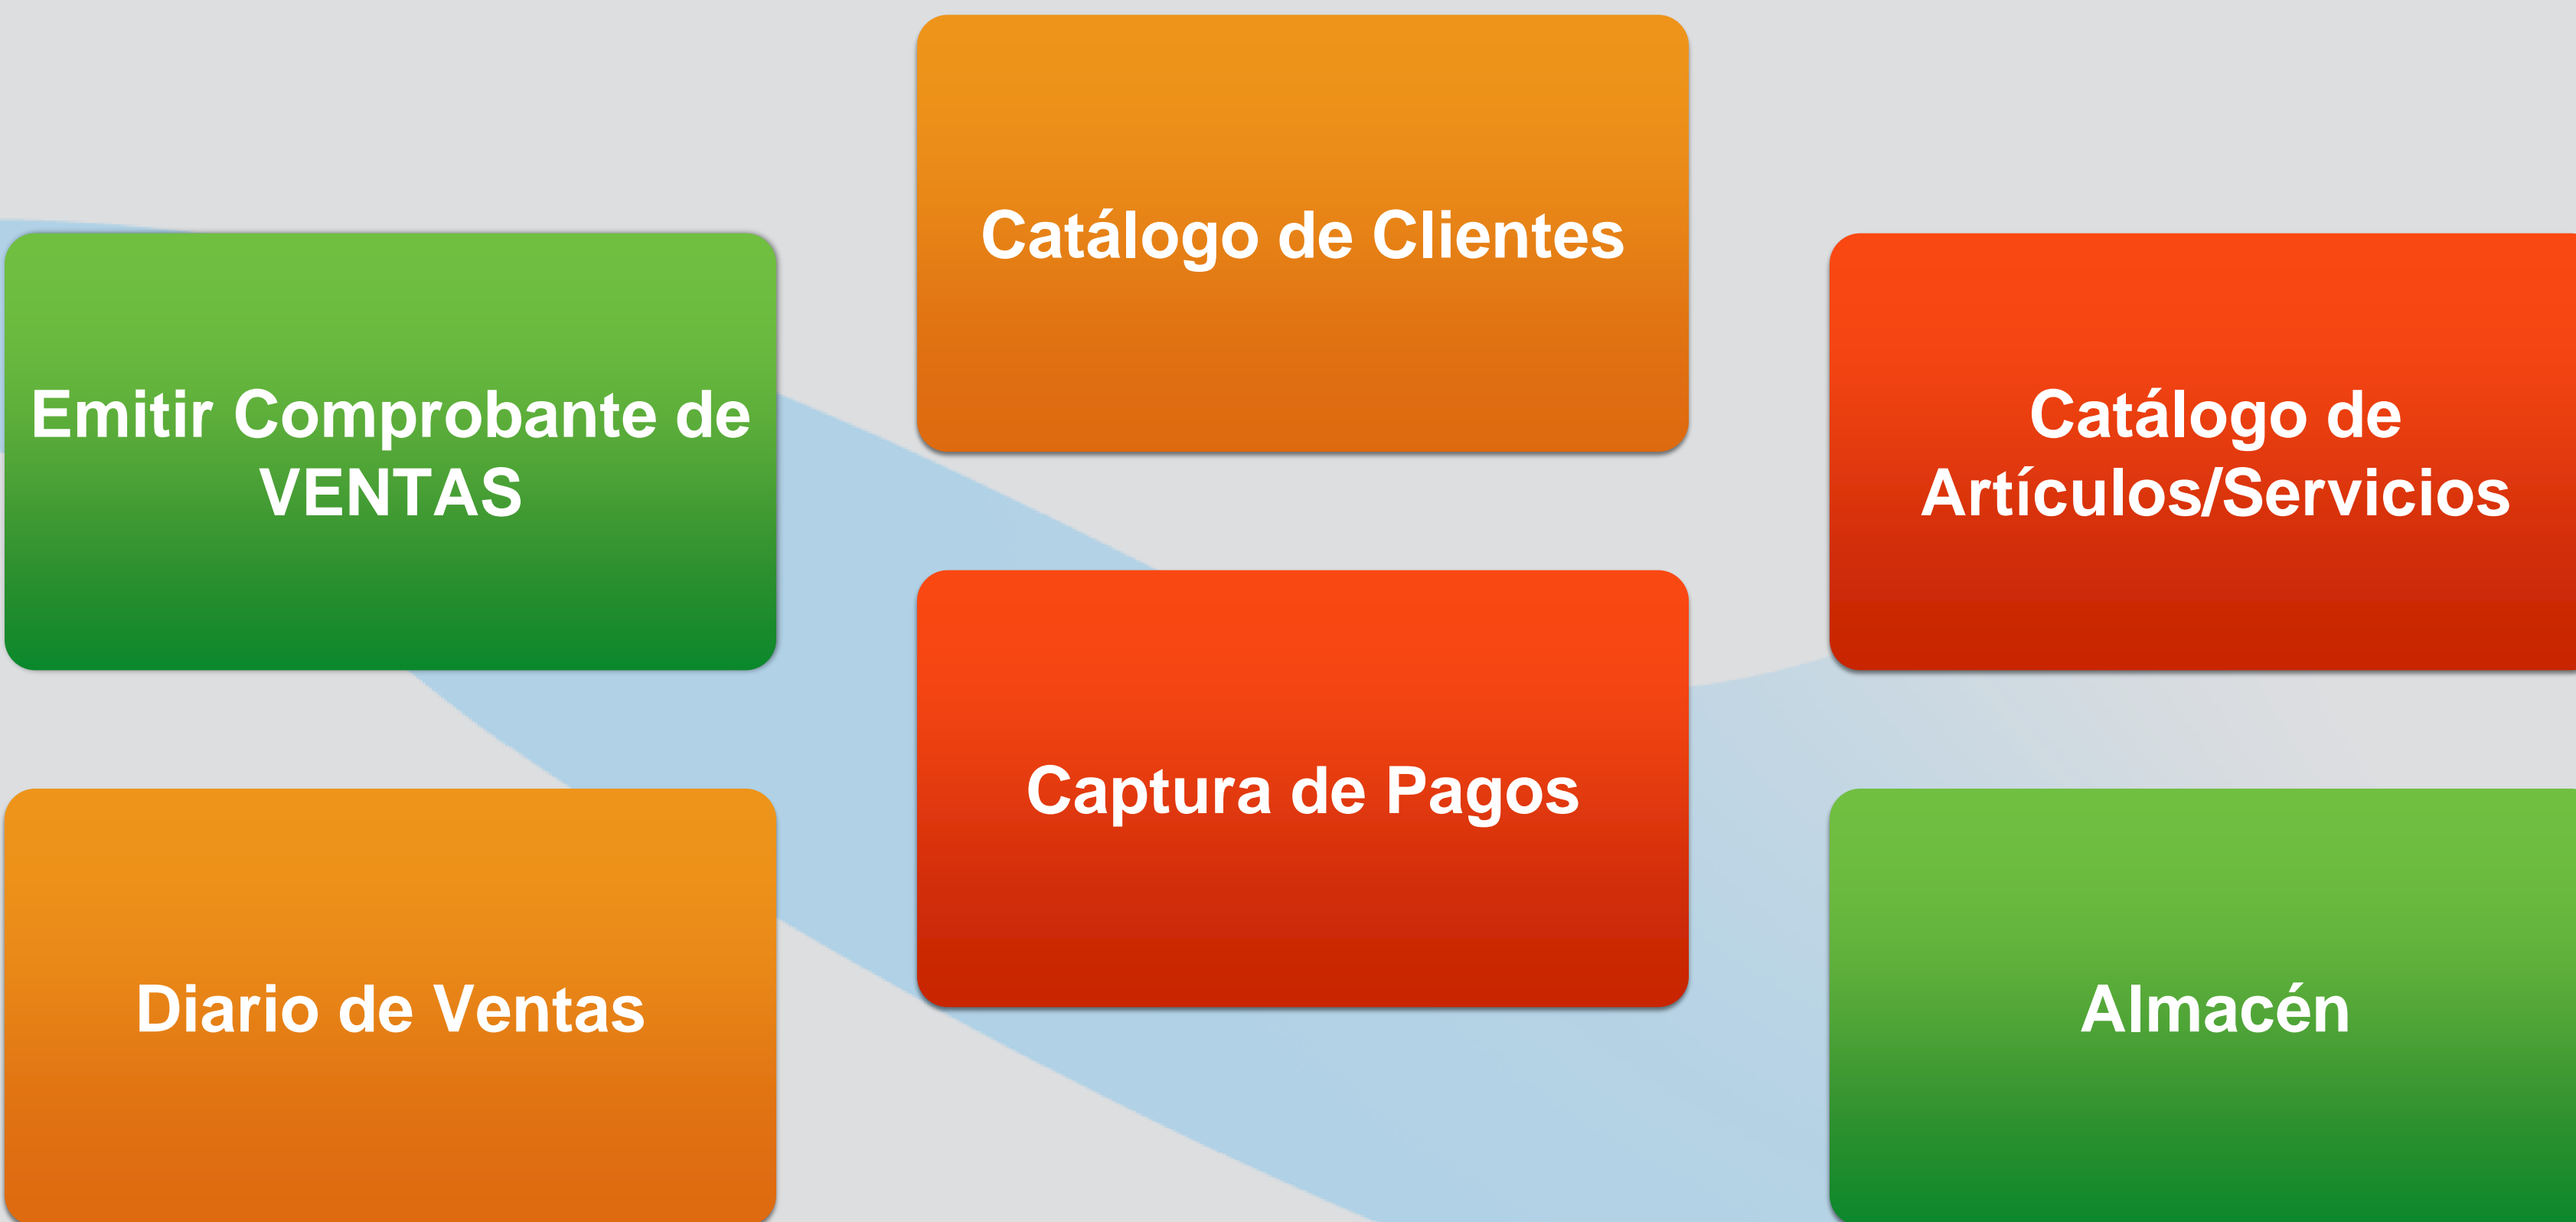 Catálogo de Clientes
Emitir Comprobante de
VENTAS
Catálogo de
Artículos/Servicios
Captura de Pagos
Diario de Ventas
Almacén